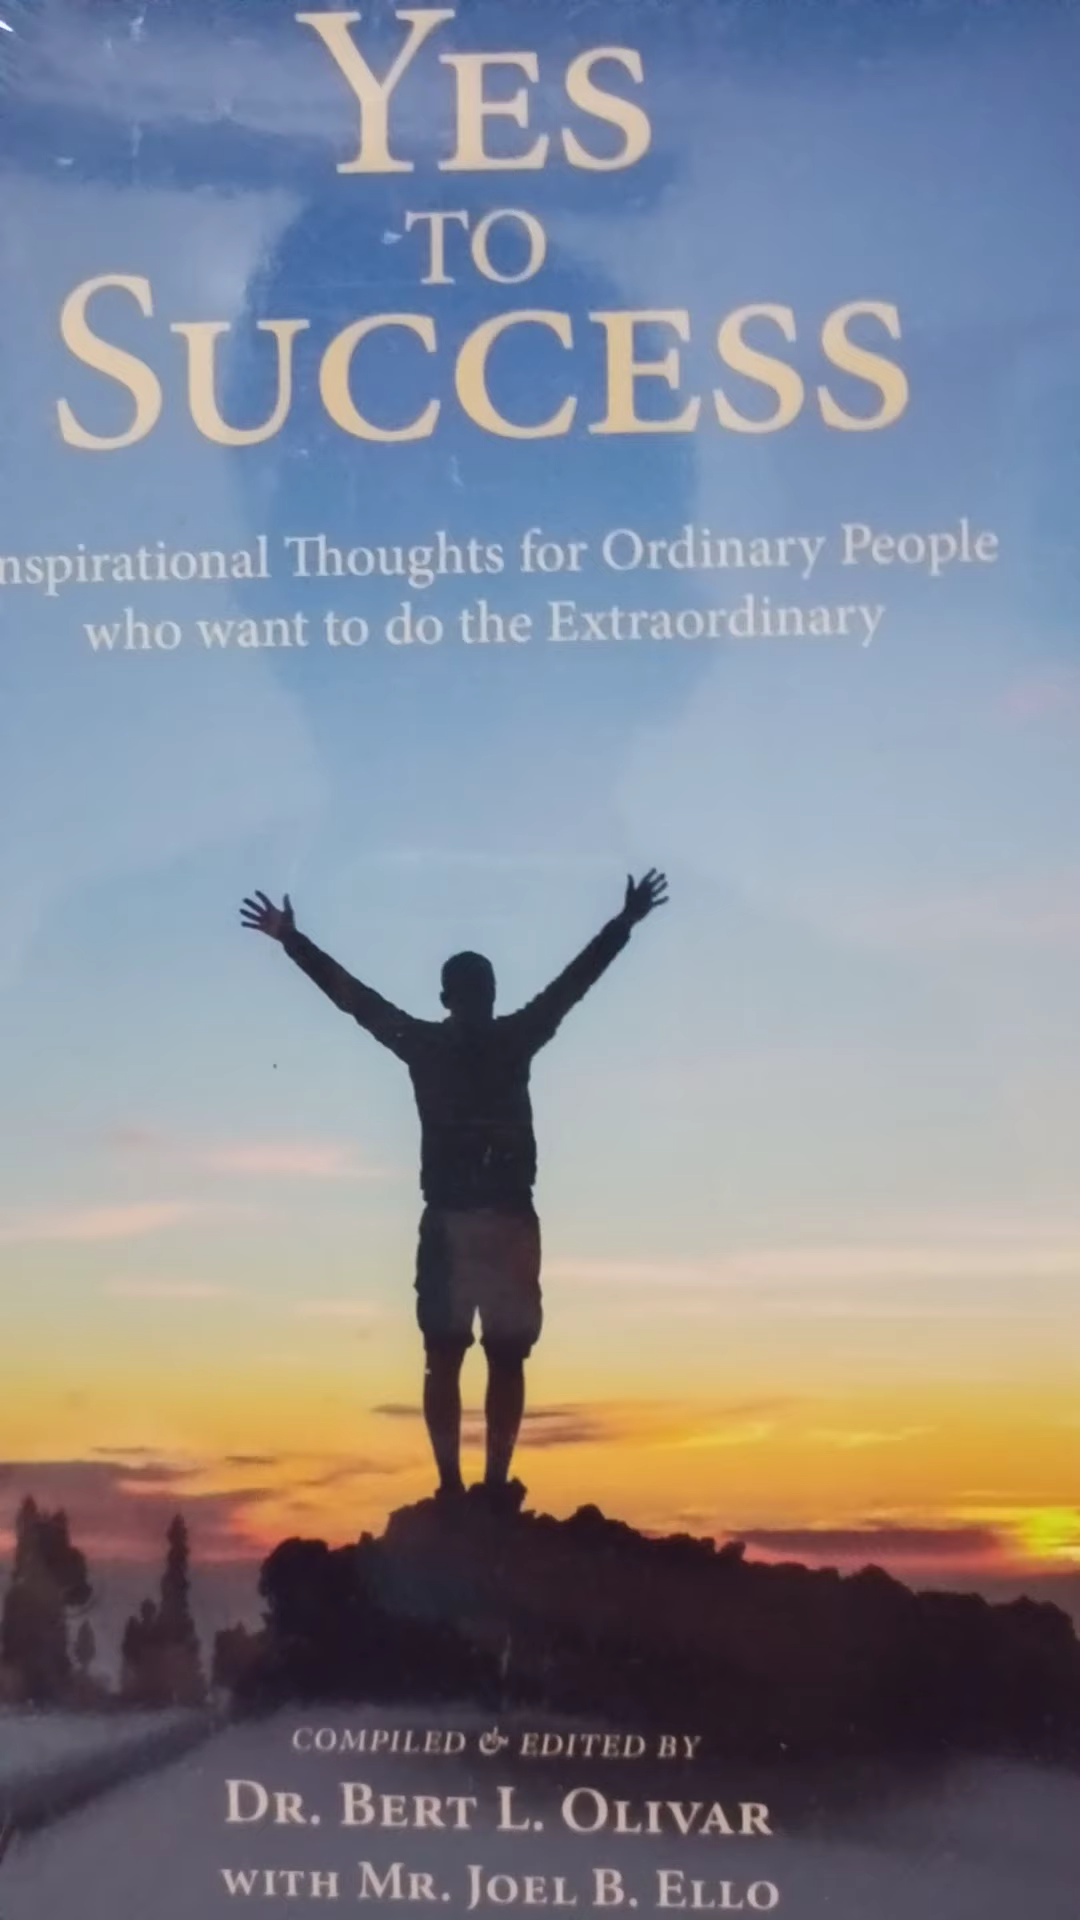 YES
TO
SUCCESS
nspirational Thoughts for Ordinary People
who want to do the Extraordinary
COMPILED & EDITED BY
DR. BERT L. OLIVAR
WITH MR. JOEL B. ELLO